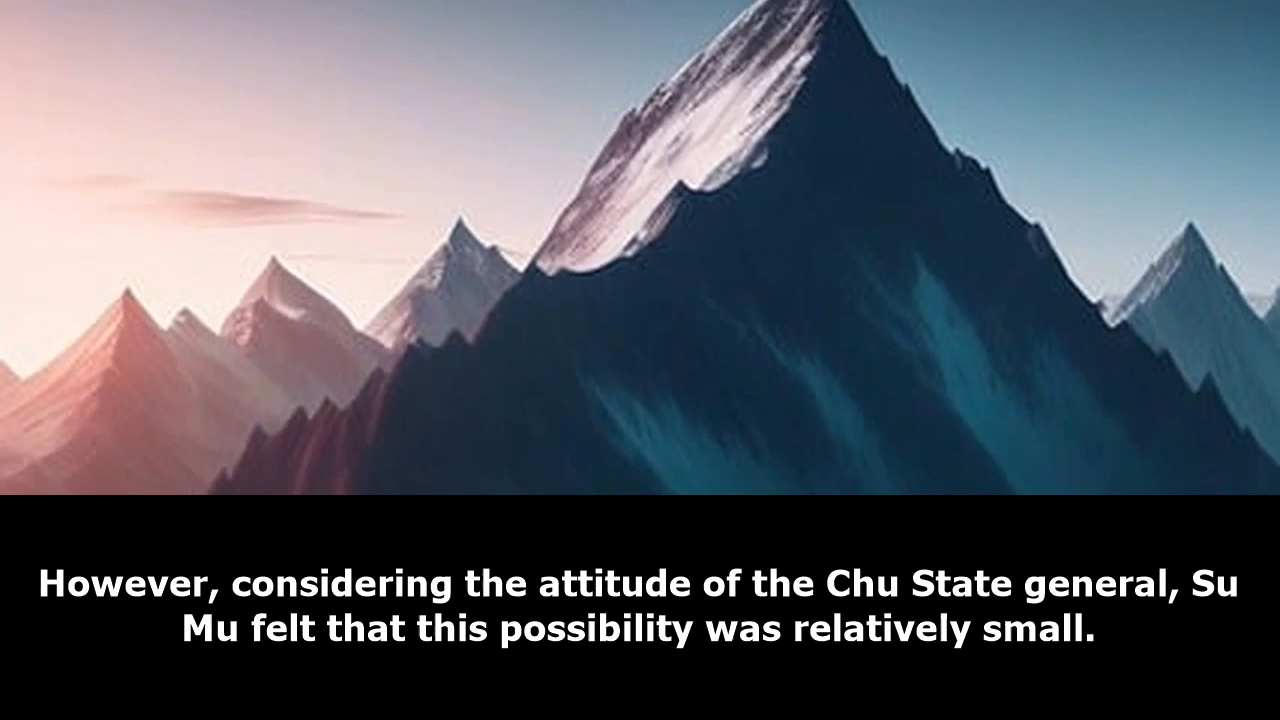 However, considering the attitude of the Chu State general, Su
Mu felt that this possibility was relatively small.